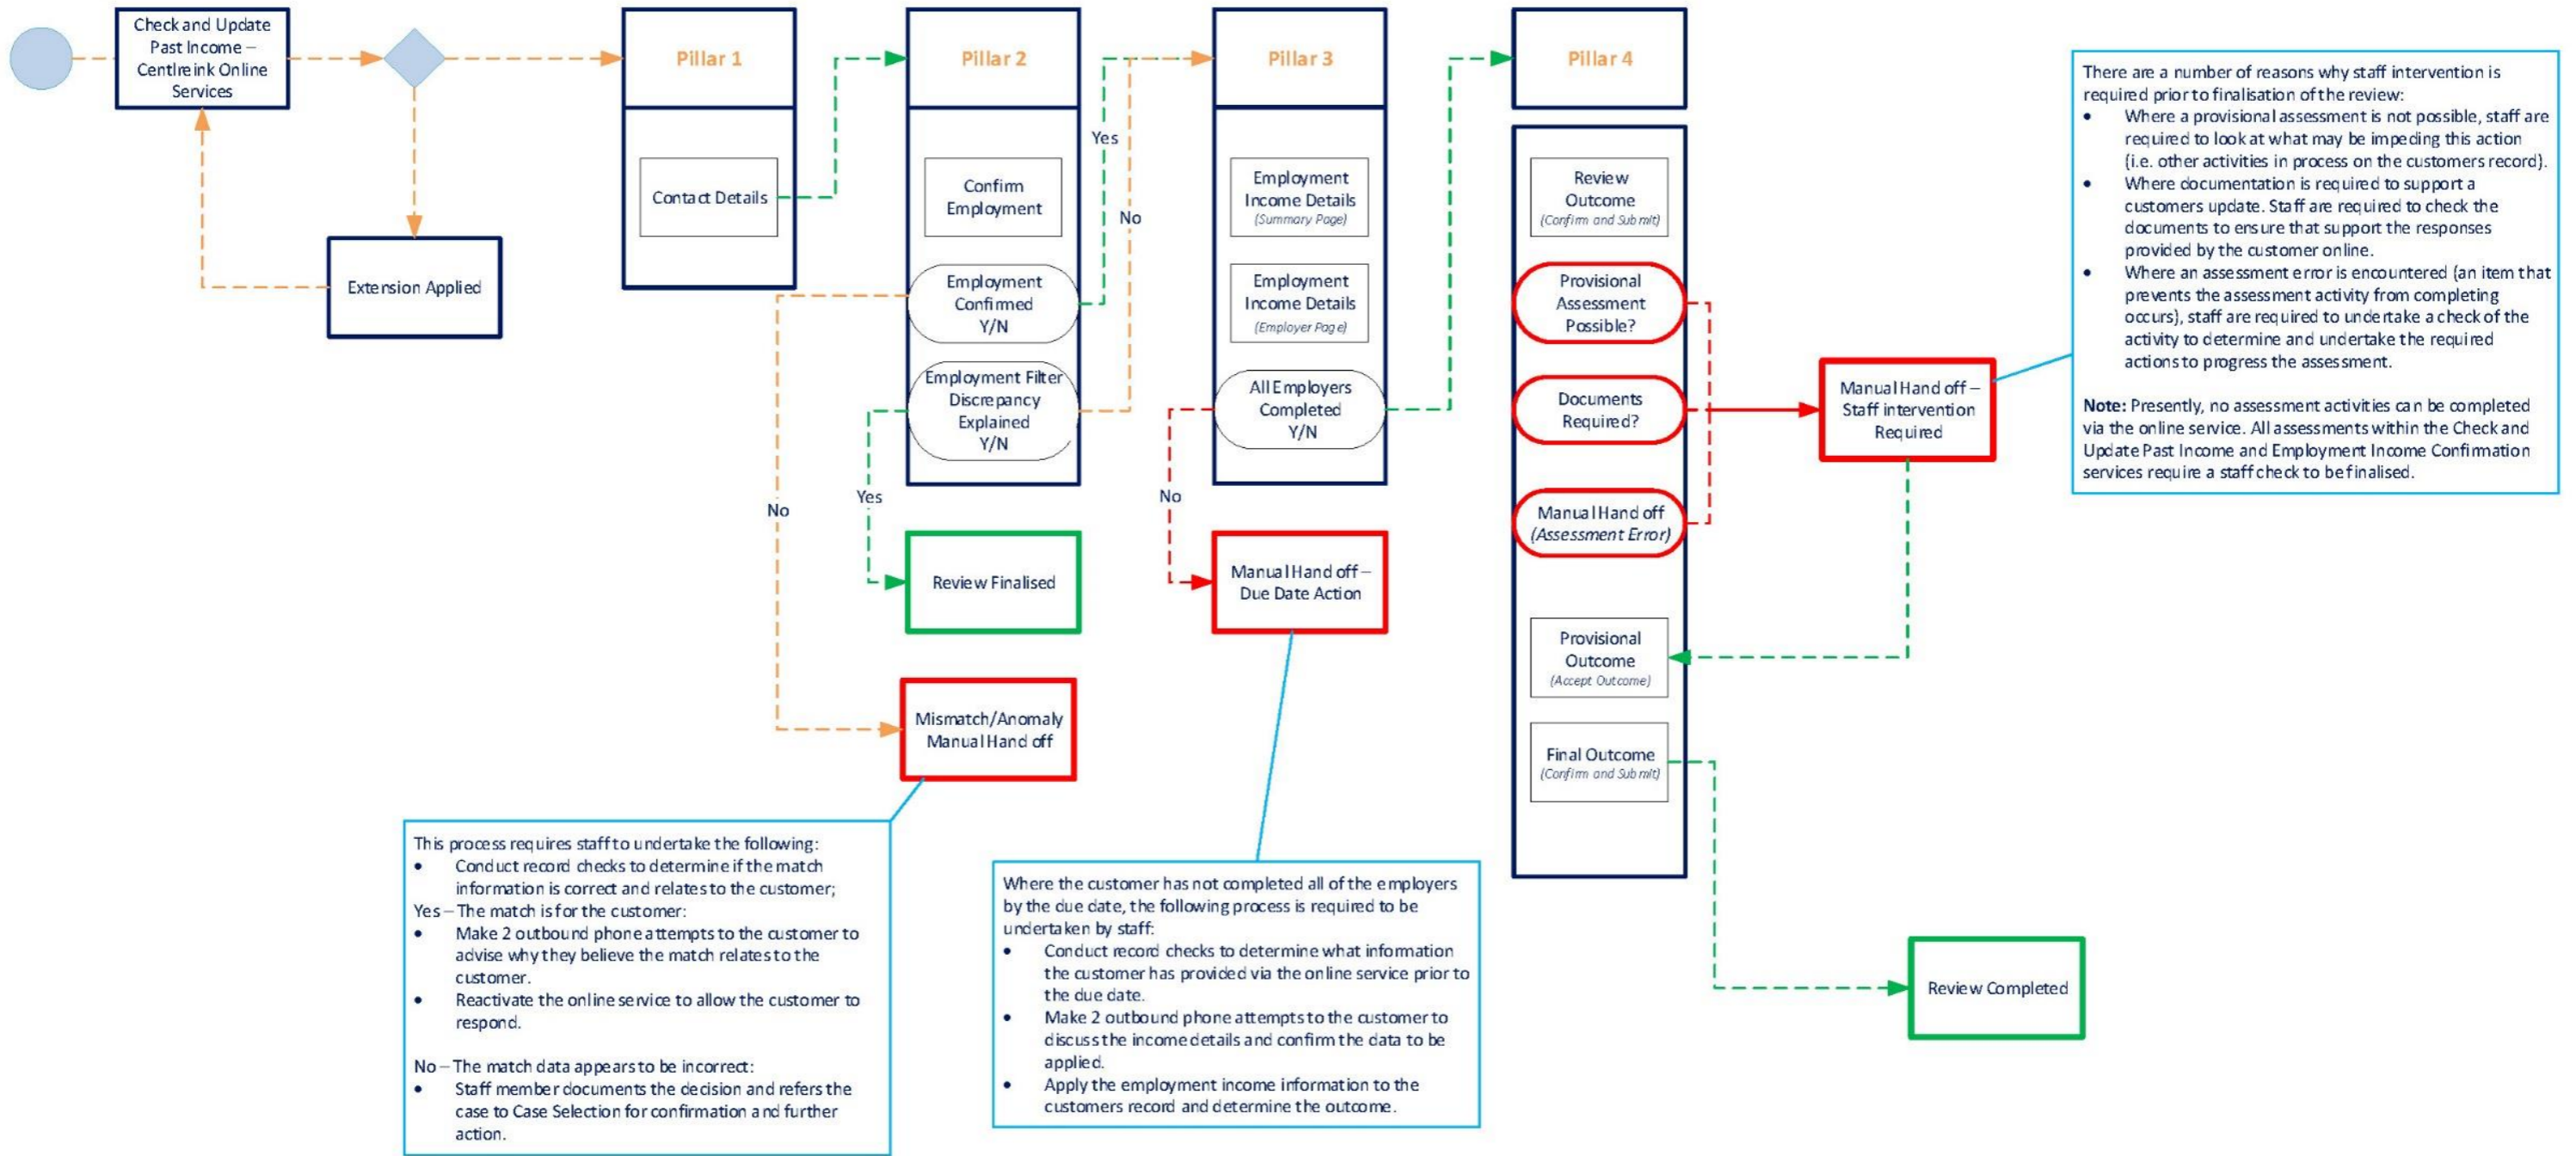 Check and Update
Past Income –
Centlreink Online
Services
Extension Applied
Pillar 1
Contact Details
Pillar 2
Confirm
Employment
Employment
Confirmed
Y/N
Employment Filter
Discrepancy
Explained
Y/N
Yes
No
No
Yes
Review Finalised
Mismatch/Anomaly
Manual Hand off
Pillar 3
Employment
Income Details
(Summary Page)
Employment
Income Details
(Employer Page)
All Employers
Completed
Y/N
No
Manual Hand off –
Due Date Action
Pillar 4
Review
Outcome
(Confirm and Submit)
Provisional
Assessment
Possible?
Documents
Required?
Manual Hand off
(Assessment Error)
Provisional
Outcome
(Accept Outcome)
Final Outcome
(Confirm and Submit)
Manual Hand off –
Staff intervention
Required
Review Completed
There are a number of reasons why staff intervention is
required prior to finalisation of the review:
• Where a provisional assessment is not possible, staff are
required to look at what may be impeding this action
(i.e. other activities in process on the customers record).
• Where documentation is required to support a
customers update. Staff are required to check the
documents to ensure that support the responses
provided by the customer online.
• Where an assessment error is encountered (an item that
prevents the assessment activity from completing
occurs), staff are required to undertake a check of the
activity to determine and undertake the required
actions to progress the assessment.
Note: Presently, no assessment activities can be completed
via the online service. All assessments within the Check and
Update Past Income and Employment Income Confirmation
services require a staff check to be finalised.
This process requires staff to undertake the following:
• Conduct record checks to determine if the match
information is correct and relates to the customer;
Yes – The match is for the customer:
• Make 2 outbound phone attempts to the customer to
advise why they believe the match relates to the
customer.
• Reactivate the online service to allow the customer to
respond.
No – The match data appears to be incorrect:
• Staff member documents the decision and refers the
case to Case Selection for confirmation and further
action.
Where the customer has not completed all of the employers
by the due date, the following process is required to be
undertaken by staff:
• Conduct record checks to determine what information
the customer has provided via the online service prior to
the due date.
• Make 2 outbound phone attempts to the customer to
discuss the income details and confirm the data to be
applied.
• Apply the employment income information to the
customers record and determine the outcome.